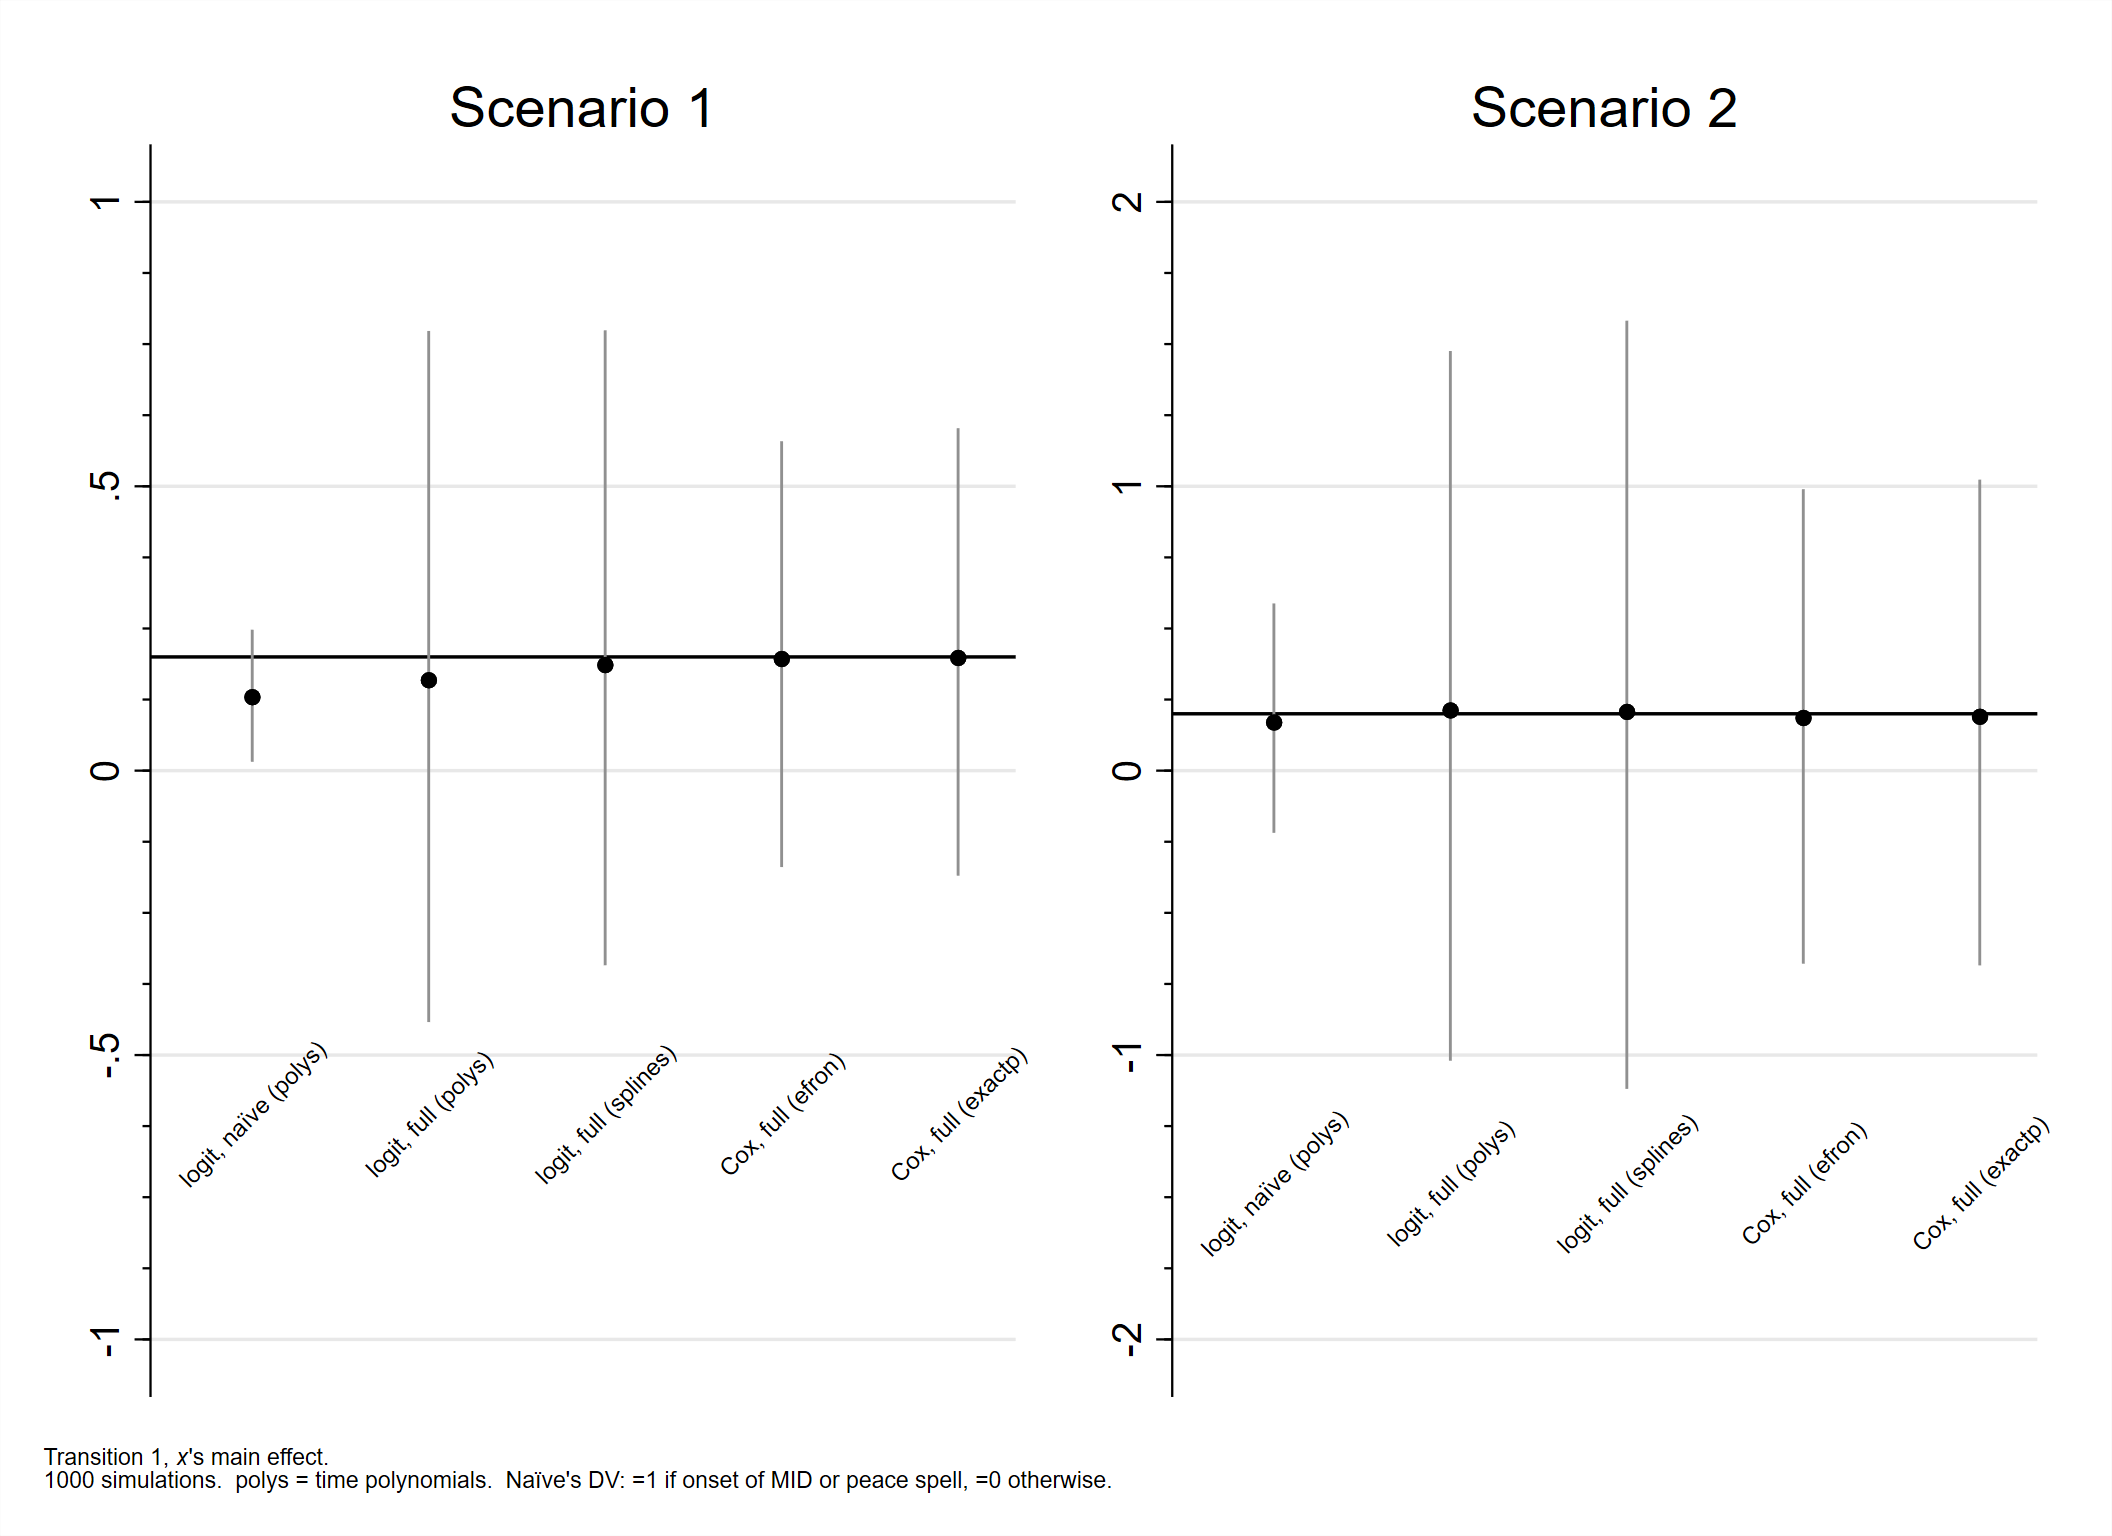 Scenario 1
1
.5
0
-.5
-1
logit, naïve (polys)
logit, full (polys)
logit, full (splines)
Cox, full (efron)
Cox, full (exactp)
Scenario 2
2
1
0
-1
-2
logit, naïve (polys)
logit, full (polys)
logit, full (splines)
Cox, full (efron)
Cox, full (exactp)
Transition 1, x's main effect.
1000 simulations.  polys = time polynomials.  Naïve's DV: =1 if onset of MID or peace spell, =0 otherwise.